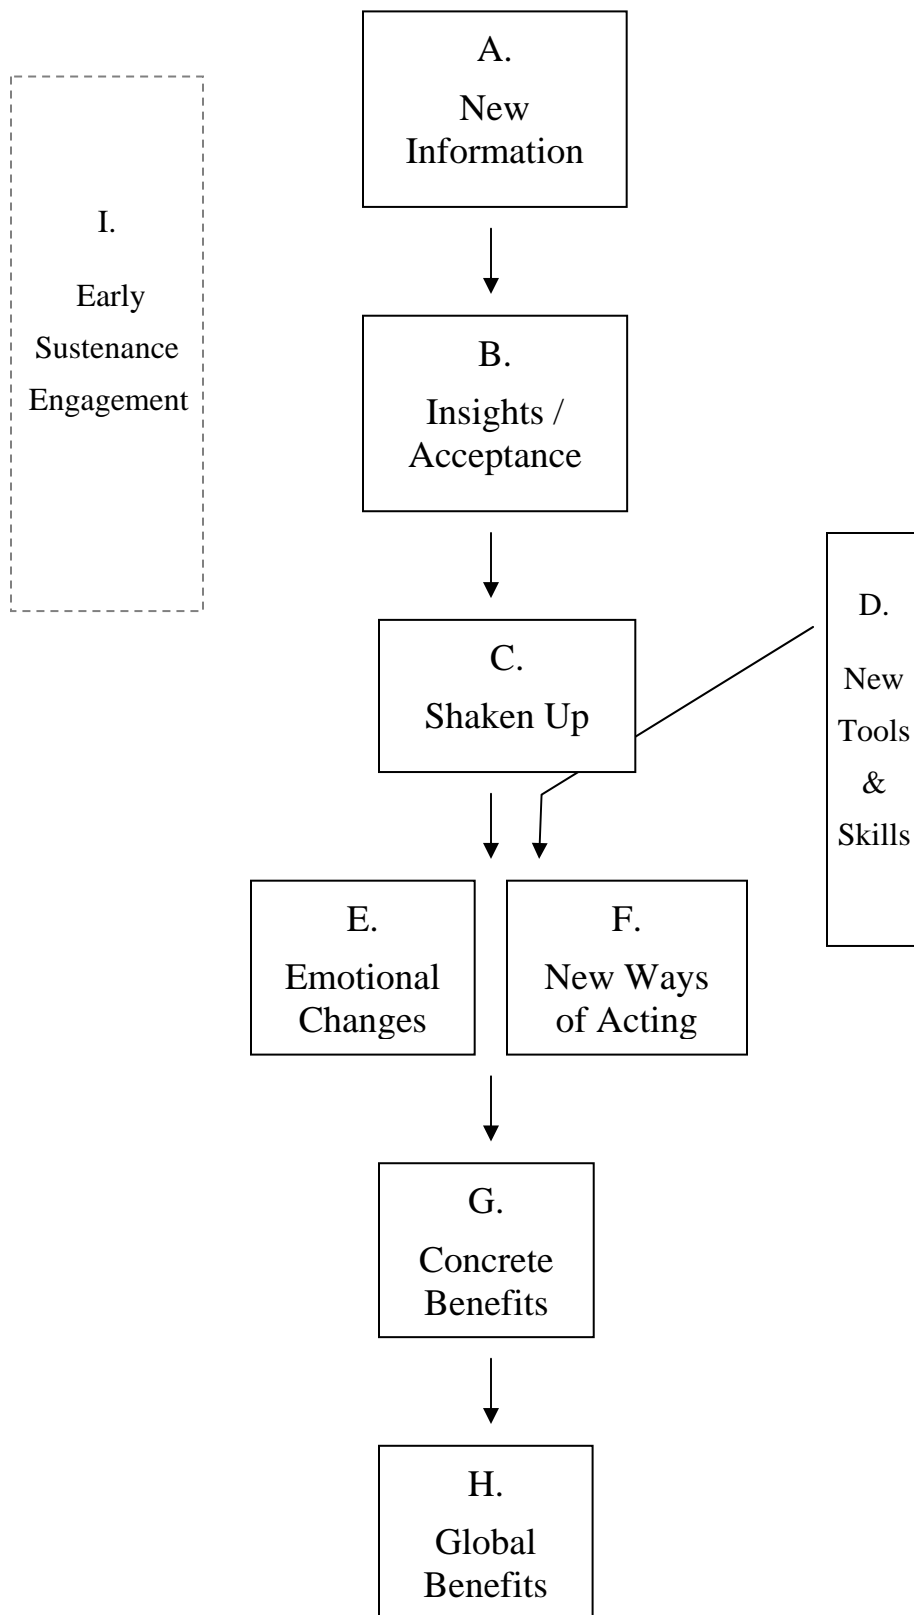 A.
New
Information
I.
Early
Sustenance
Engagement
B.
Insights /
Acceptance
C.
Shaken Up
D.
New
Tools
&
Skills
E.
Emotional
Changes
F.
New Ways
of Acting
G.
Concrete
Benefits
H.
Global
Benefits